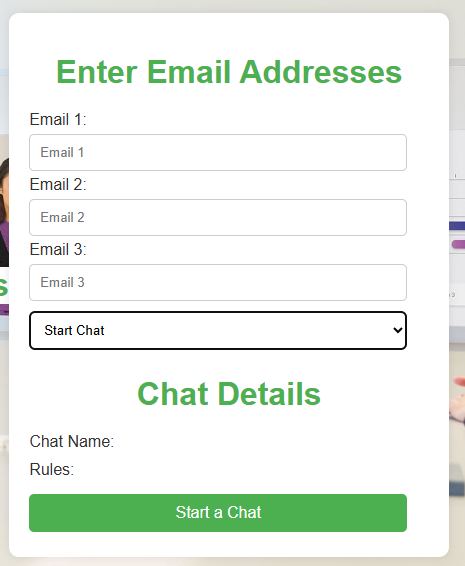 Enter Email Addresses
Email 1:
Email 1
Email 2:
Email 2
Email 3:
Email 3
Start Chat
Chat Details
Chat Name:
Rules:
Start a Chat